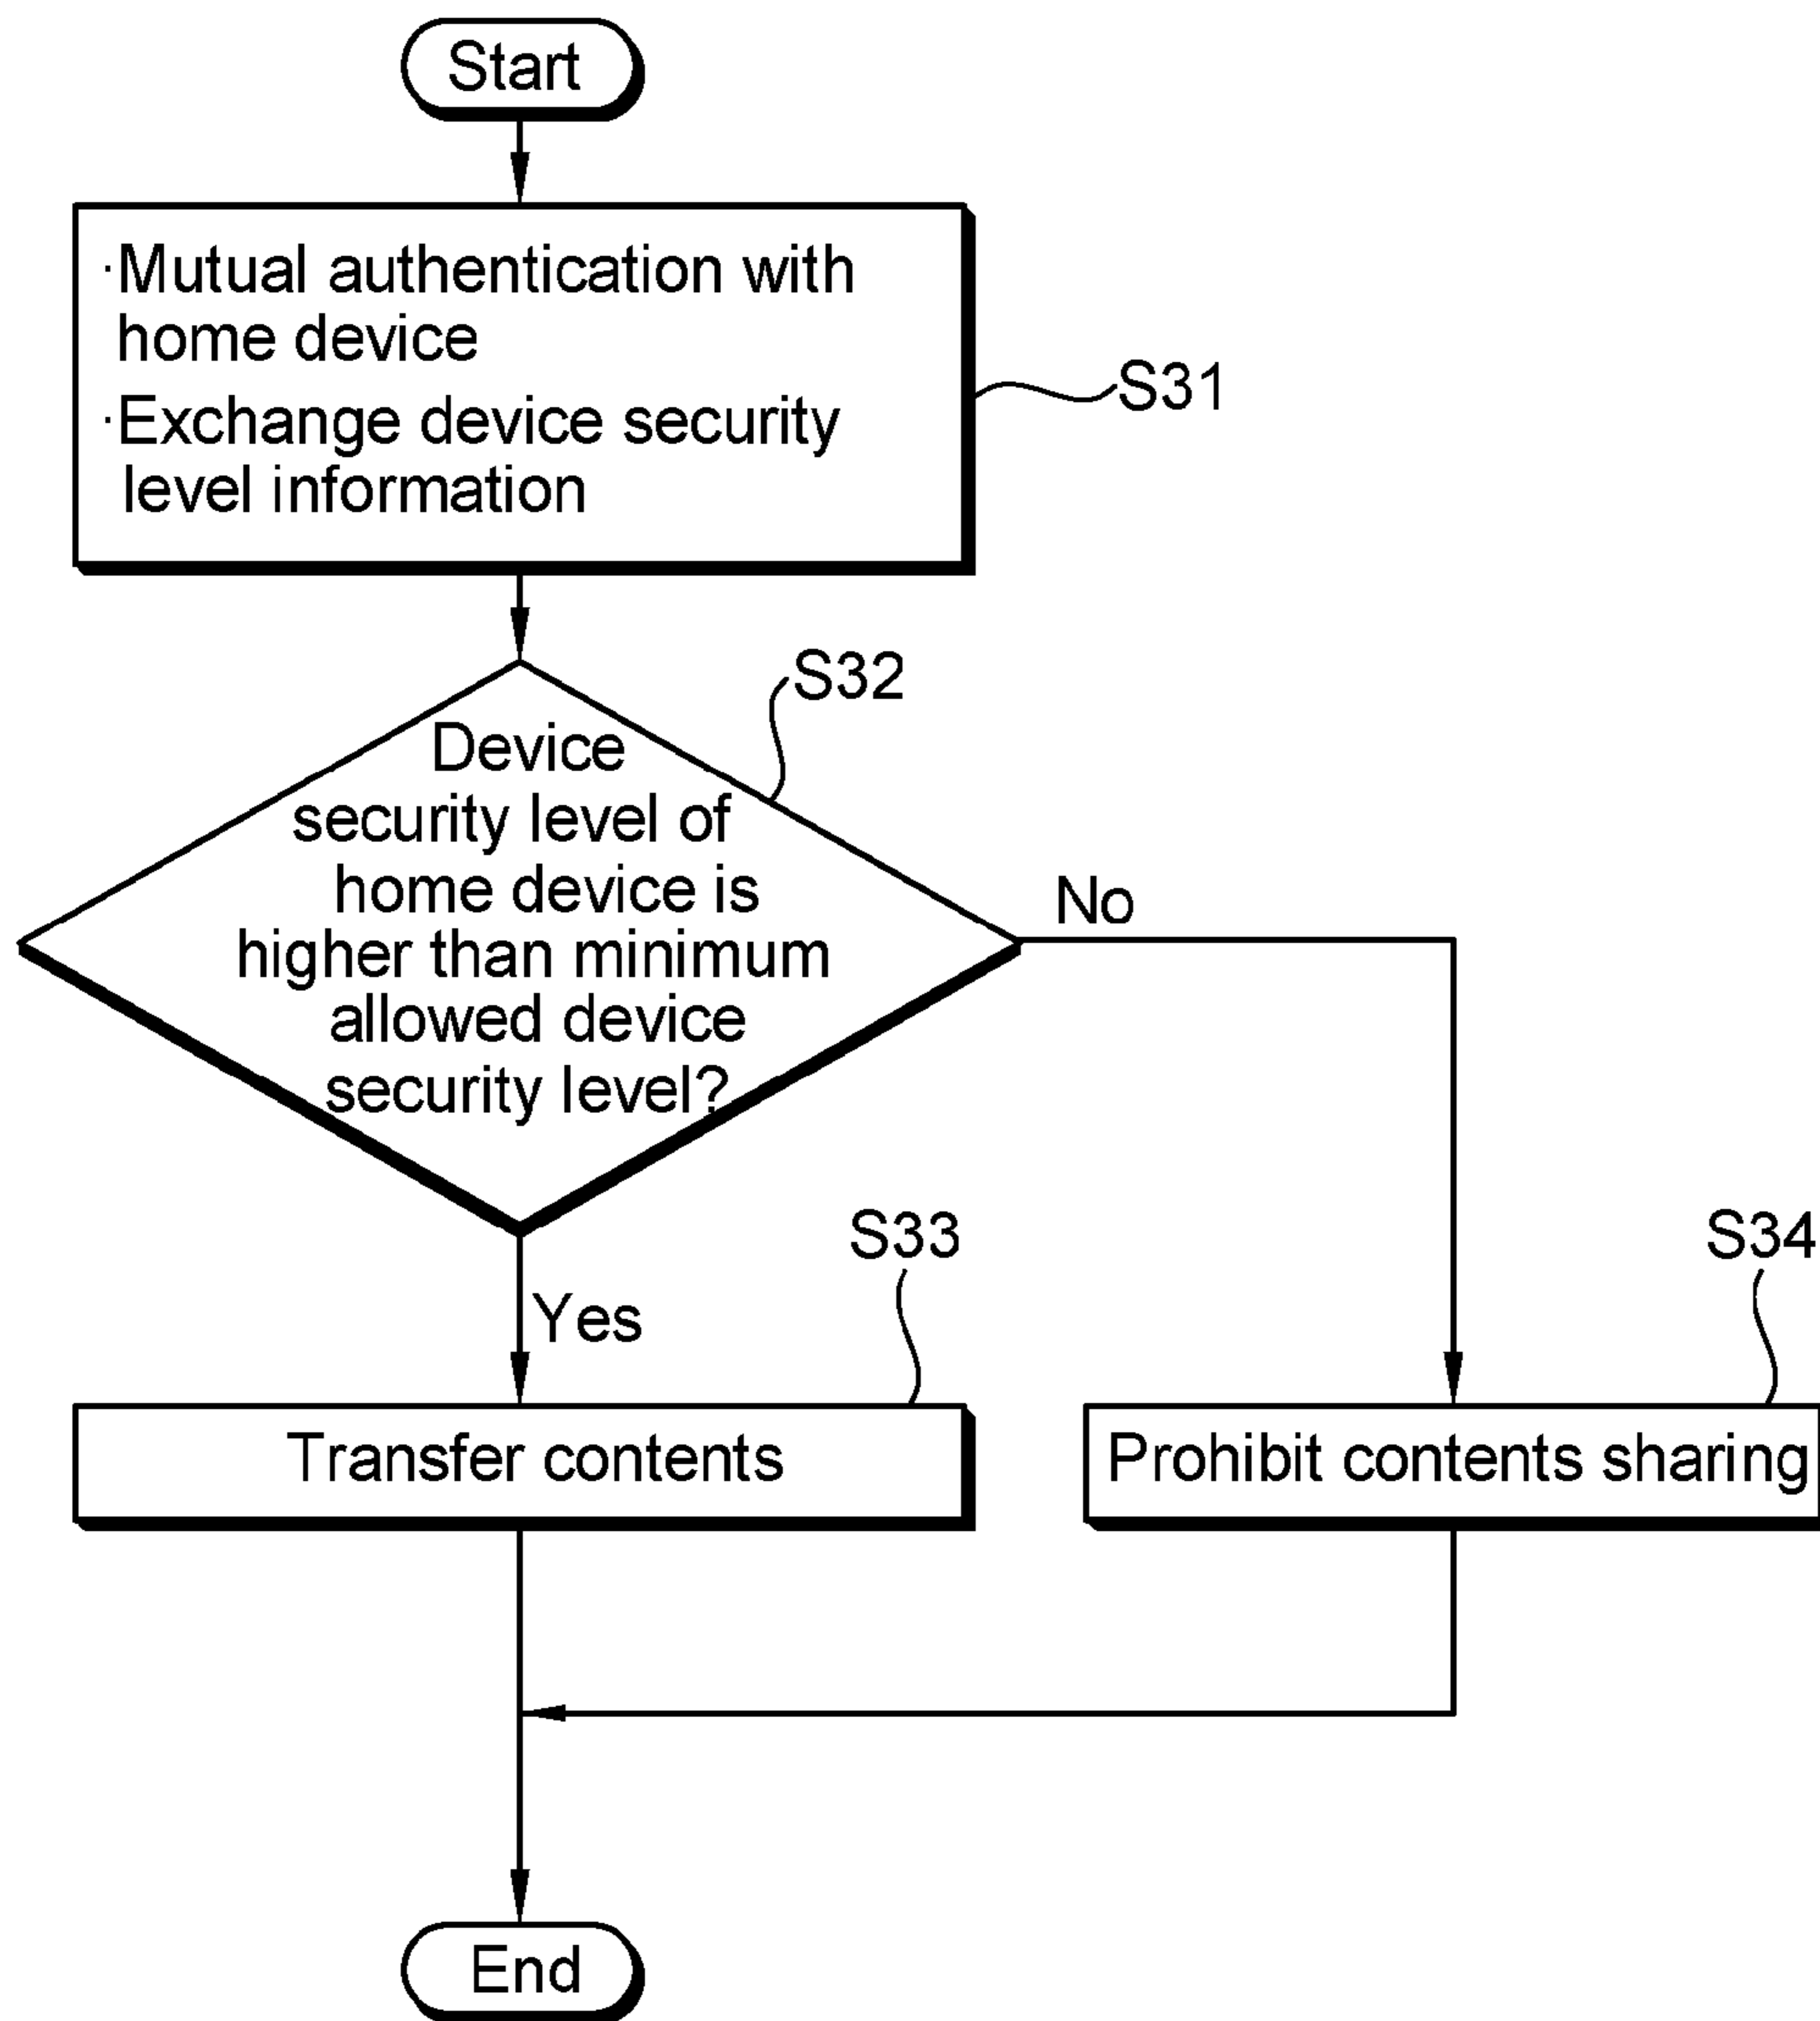 Start
·Mutual authentication with
home device
·Exchange device security
level information
S31
S32
Device
security level of
home device is
higher than minimum
allowed device
security level?
No
Yes
S33
S34
Transfer contents
Prohibit contents sharing
End